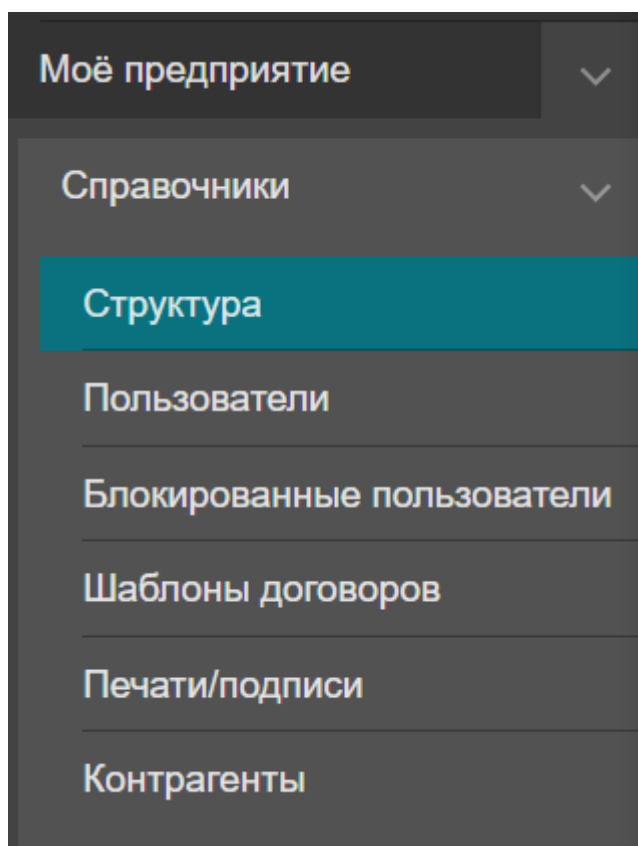 Моё предприятие
Справочники
Структура
Пользователи
Блокированные пользователи
Шаблоны договоров
Печати/подписи
Контрагенты